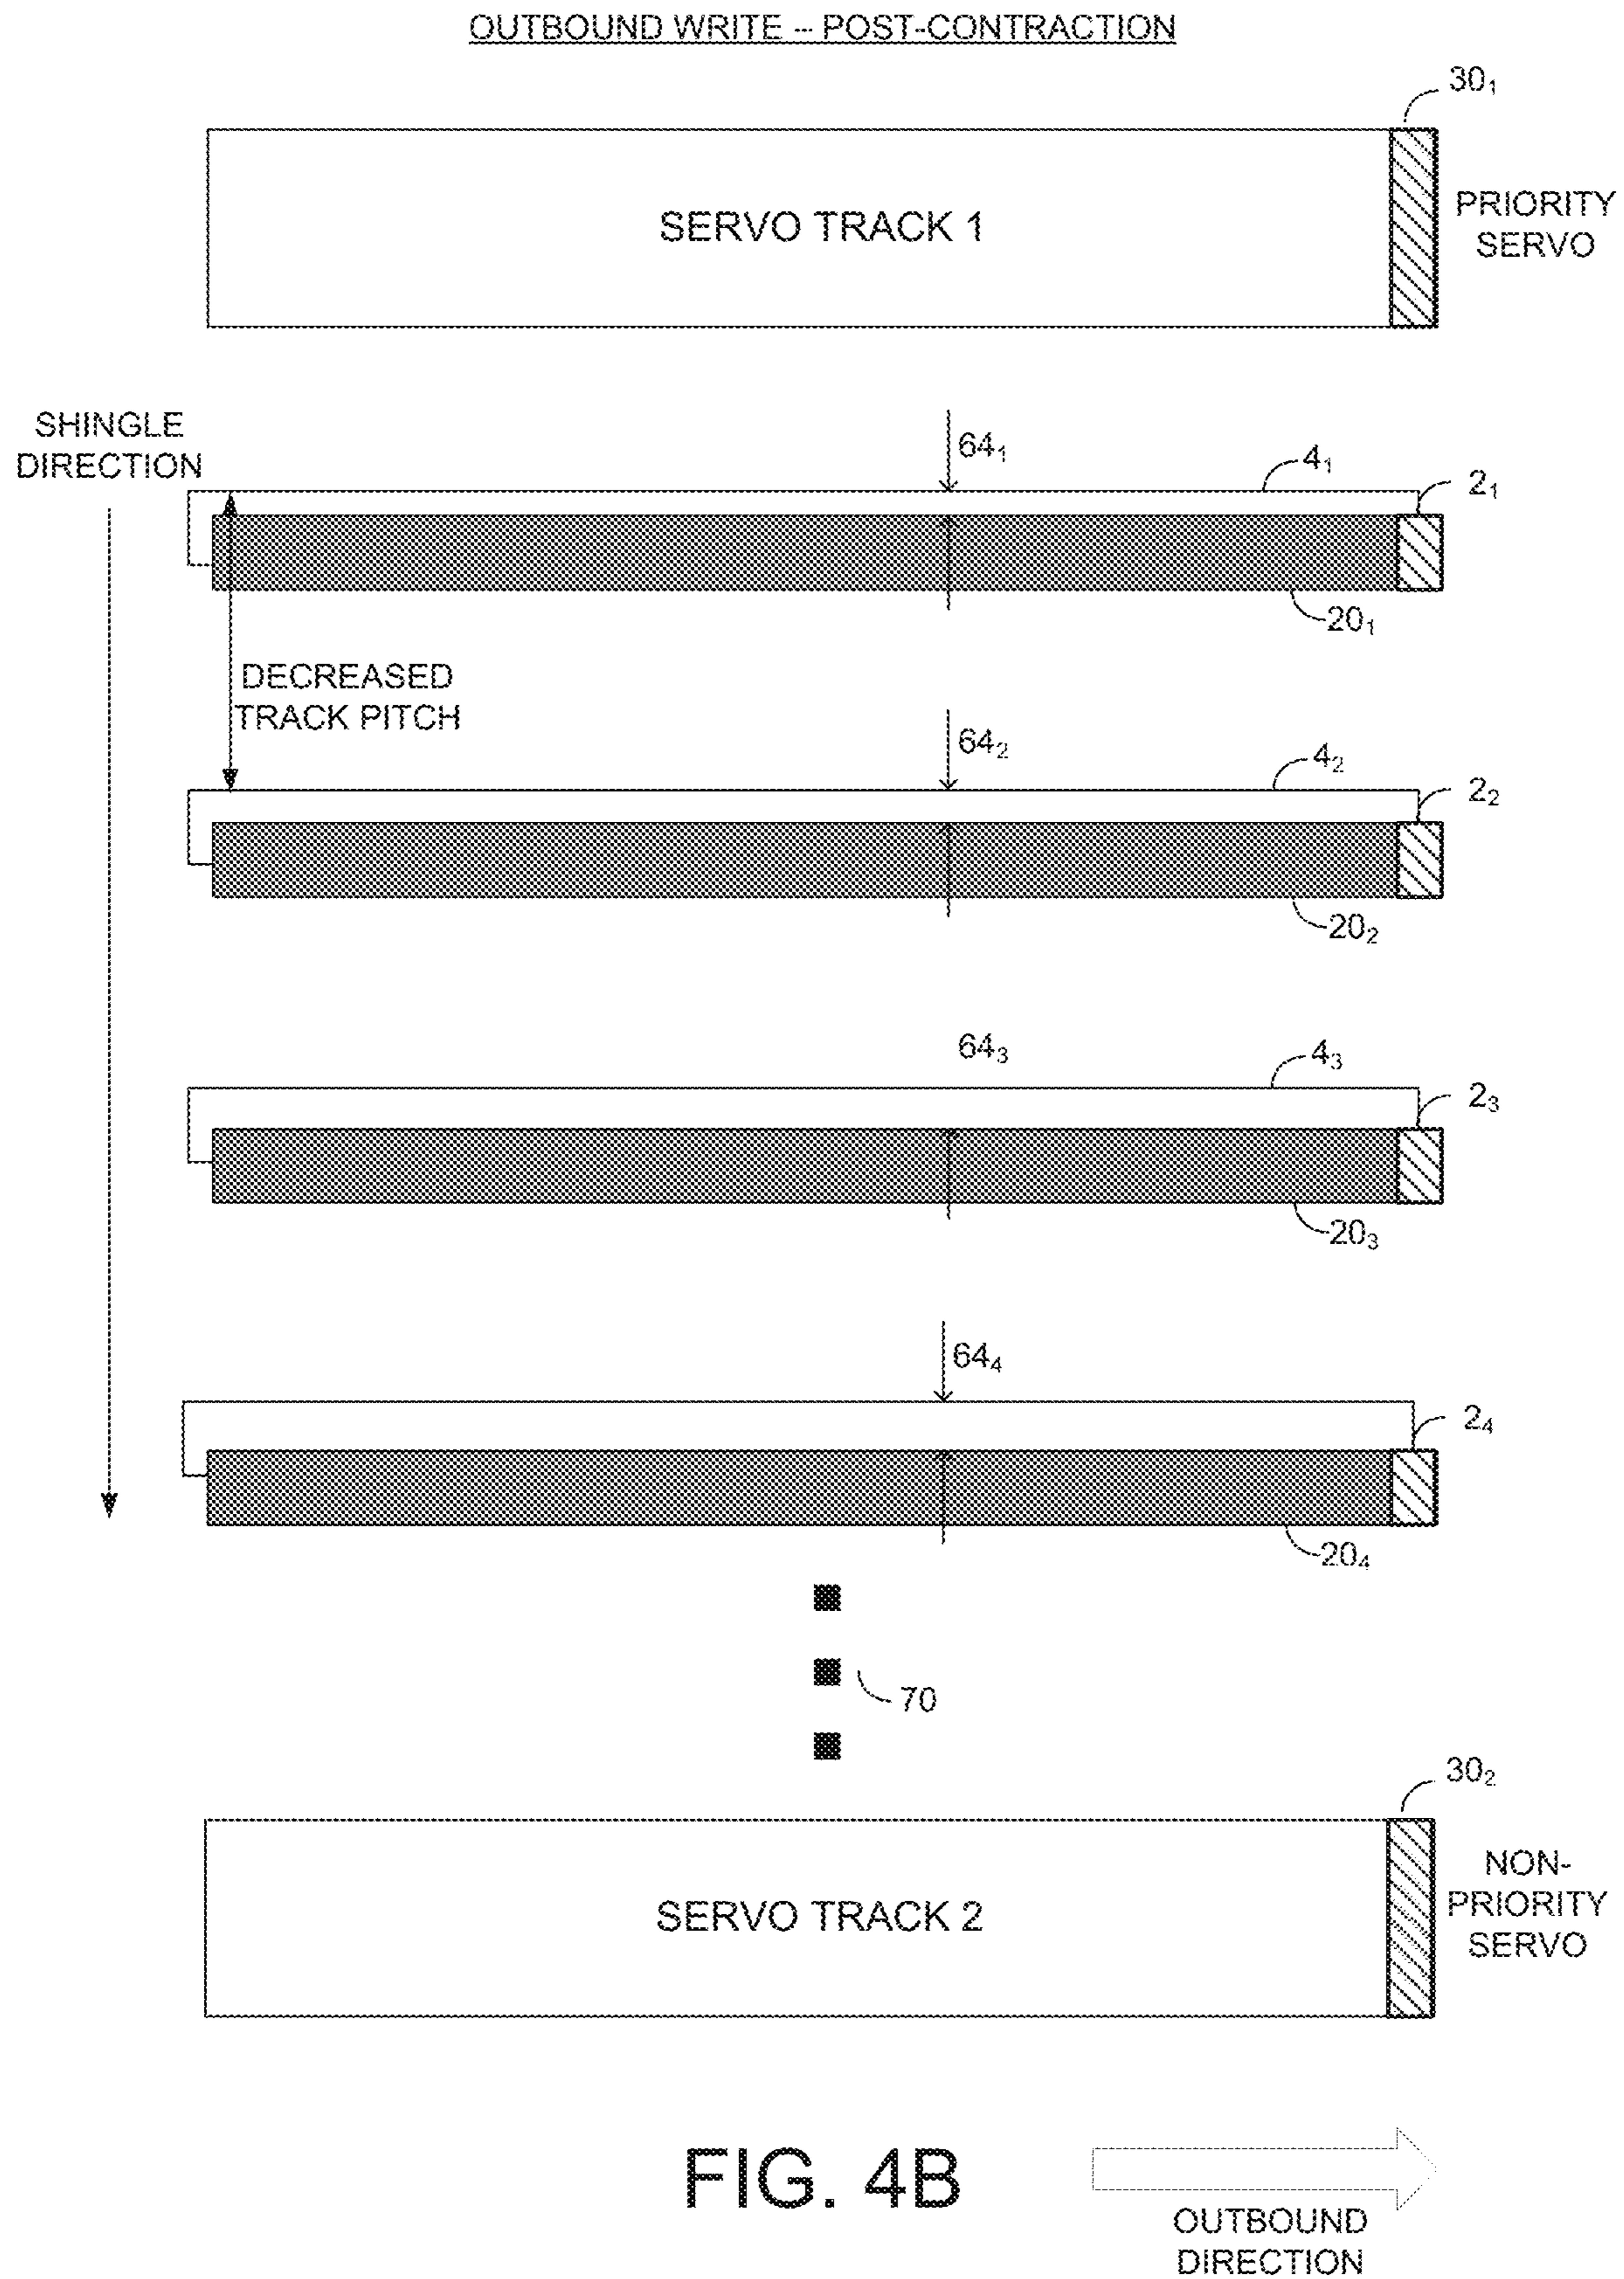 OUTBOUND WRITE -- POST-CONTRACTION
30₁
SERVO TRACK 1
PRIORITY
SERVO
SHINGLE
DIRECTION
64₁
4₁
2₁
20₁
DECREASED
TRACK PITCH
64₂
4₂
2₂
20₂
64₃
4₃
2₃
20₃
64₄
2₄
20₄
70
30₂
SERVO TRACK 2
NON-
PRIORITY
SERVO
FIG. 4B
OUTBOUND
DIRECTION